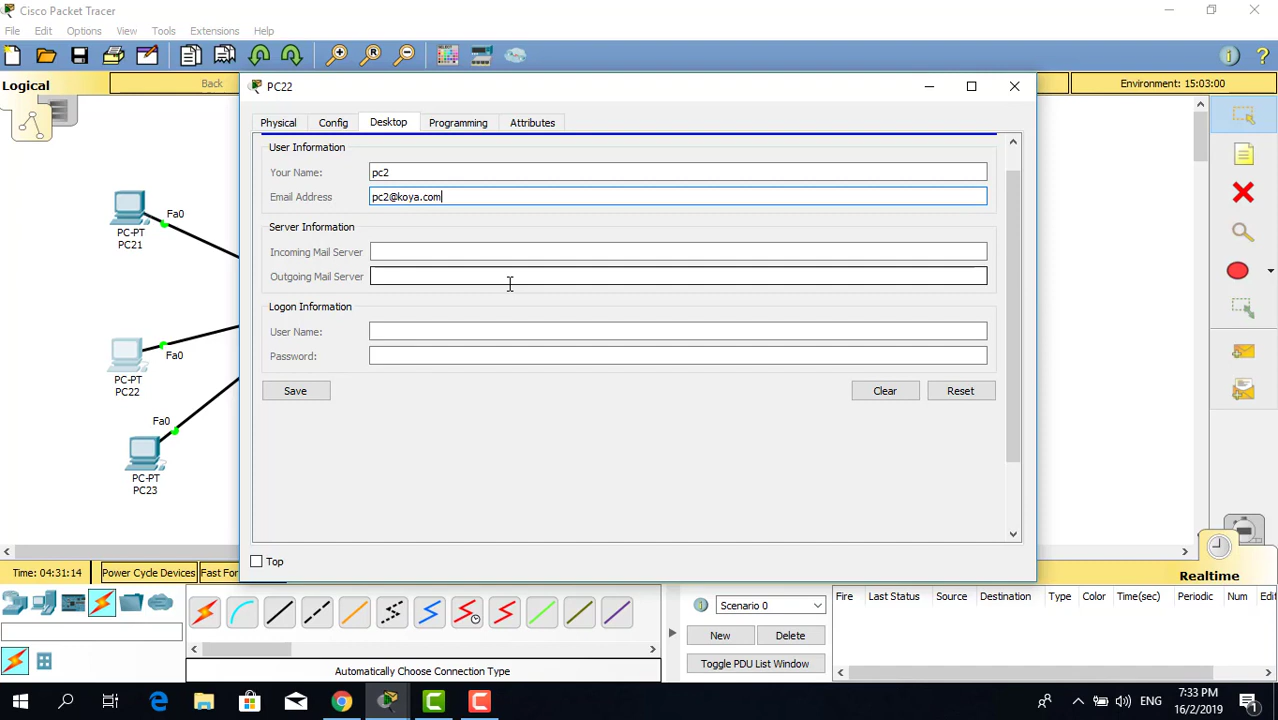 Cisco Packet Tracer
File Edit Options View Tools Extensions Help
Logical
Back
Environment: 15:03:00
PC22
Physical Config Desktop Programming Attributes
User Information
Your Name: pc2
Email Address pc2@koya.com
Server Information
Incoming Mail Server
Outgoing Mail Server
Logon Information
User Name:
Password:
Save Clear Reset
Top
Fa0
PC-PT
PC21
Fa0
PC-PT
PC22
Fa0
PC-PT
PC23
Time: 04:31:14 Power Cycle Devices Fast For
Realtime
Scenario 0
New Delete
Toggle PDU List Window
Fire Last Status Source Destination Type Color Time(sec) Periodic Num Edi
Automatically Choose Connection Type
ENG
7:33 PM
16/2/2019
1